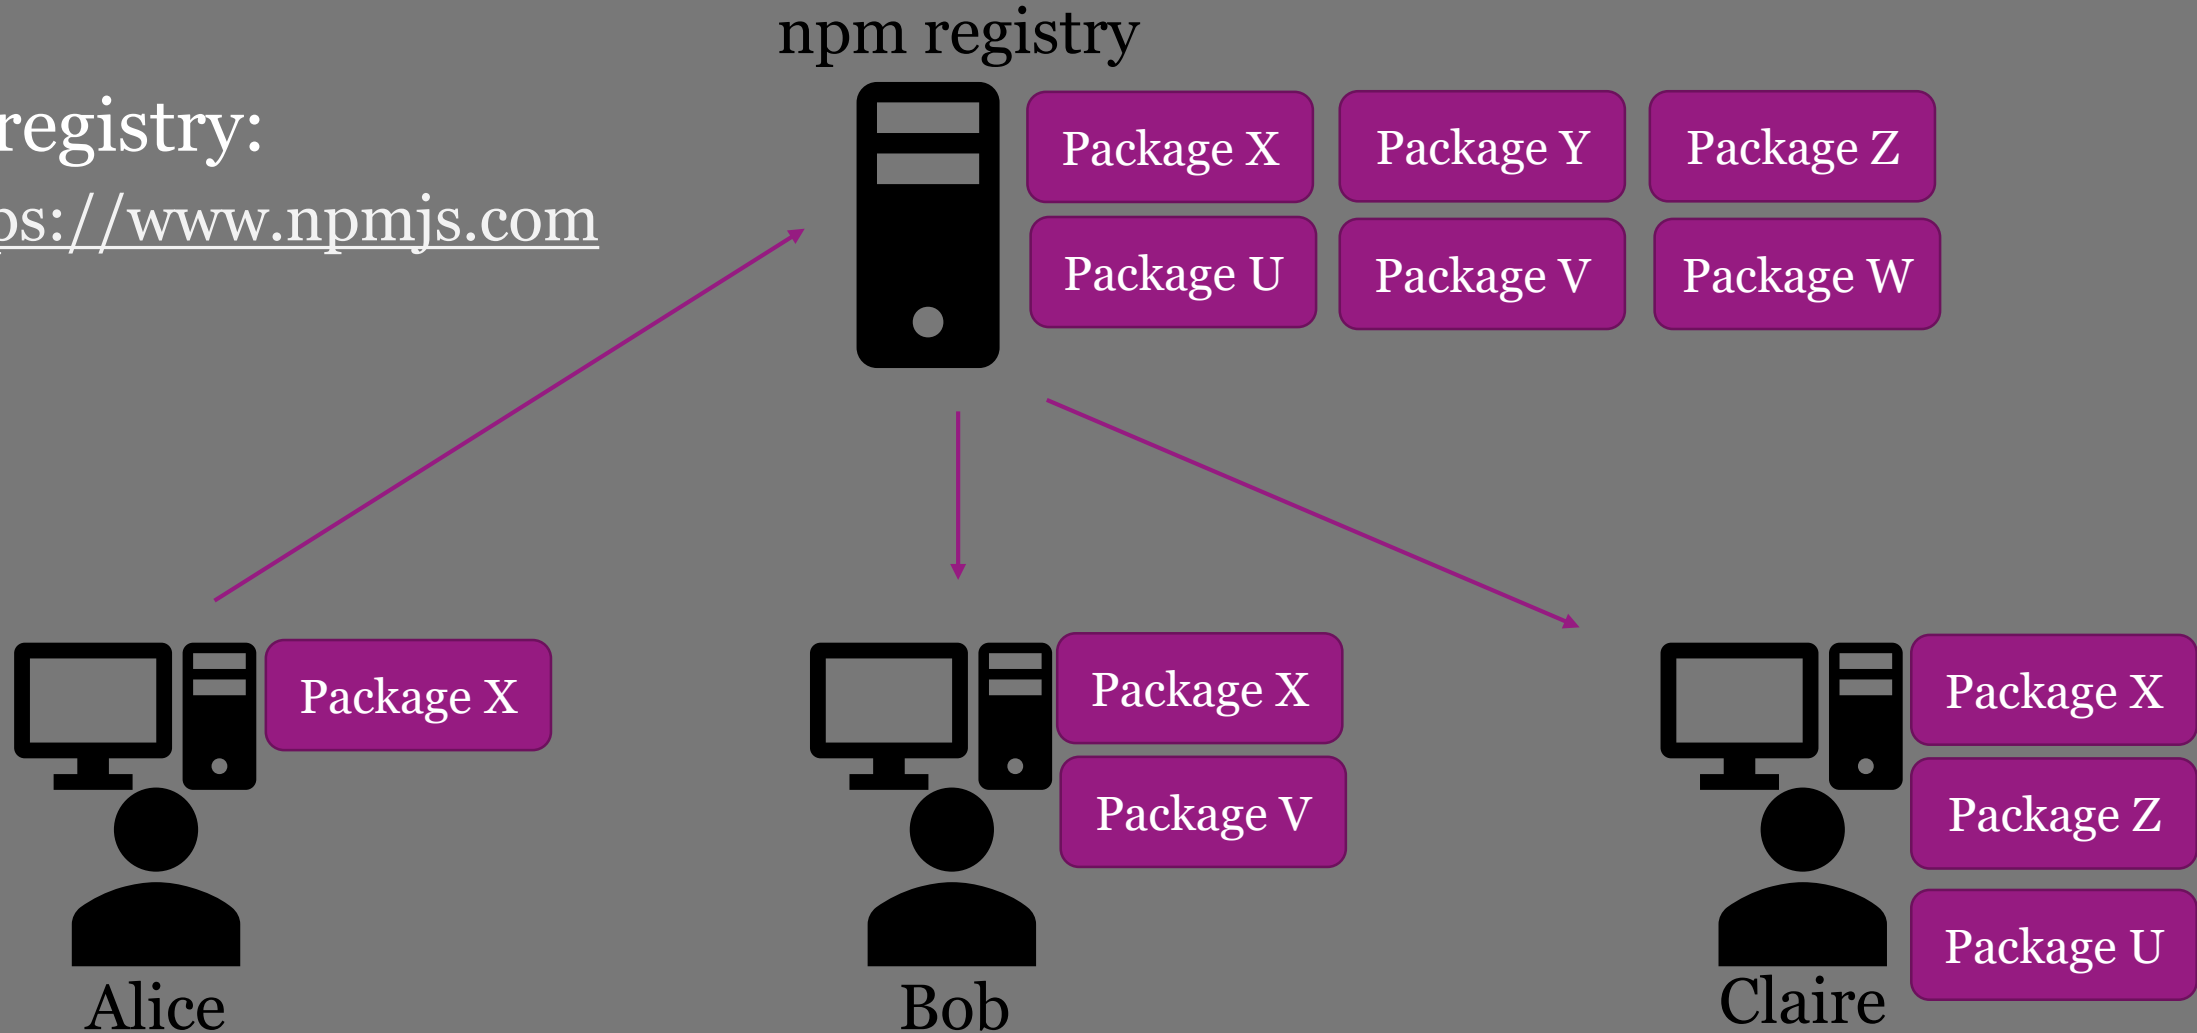 npm registry
registry:
ps://www.npmjs.com
Package X
Package Y
Package Z
Package U
Package V
Package W
Package X
Package X
Package V
Package X
Package Z
Package U
Alice
Bob
Claire